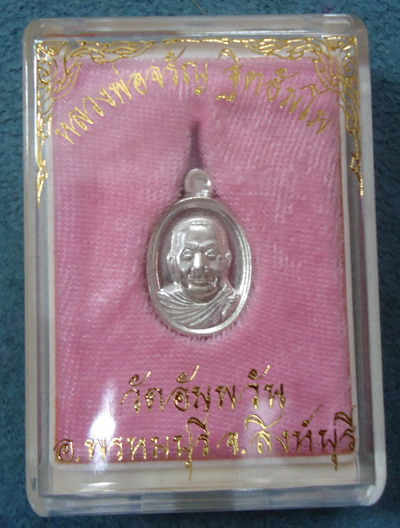 หลวงพ่อจรัญ ฐิตธัมโม
วัดอัมพวัน
อ.พรหมบุรี จ.สิงห์บุรี